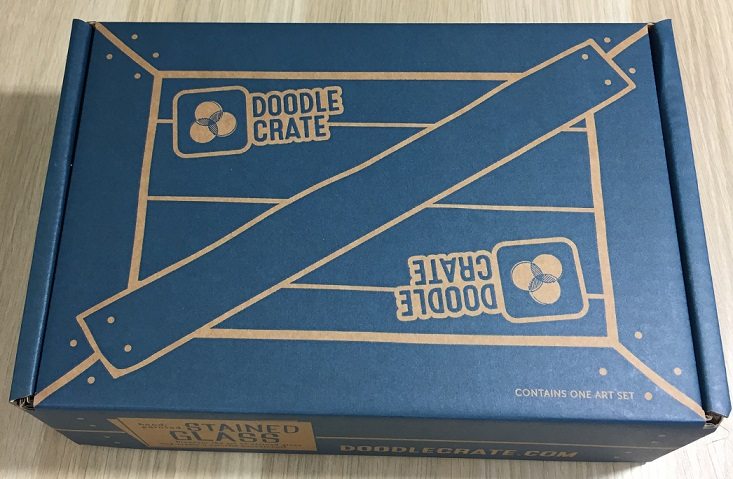 DOODLE
CRATE
DOODLE
CRATE
CONTAINS ONE ART SET
STAINED
GLASS
DOODLECRATE.COM